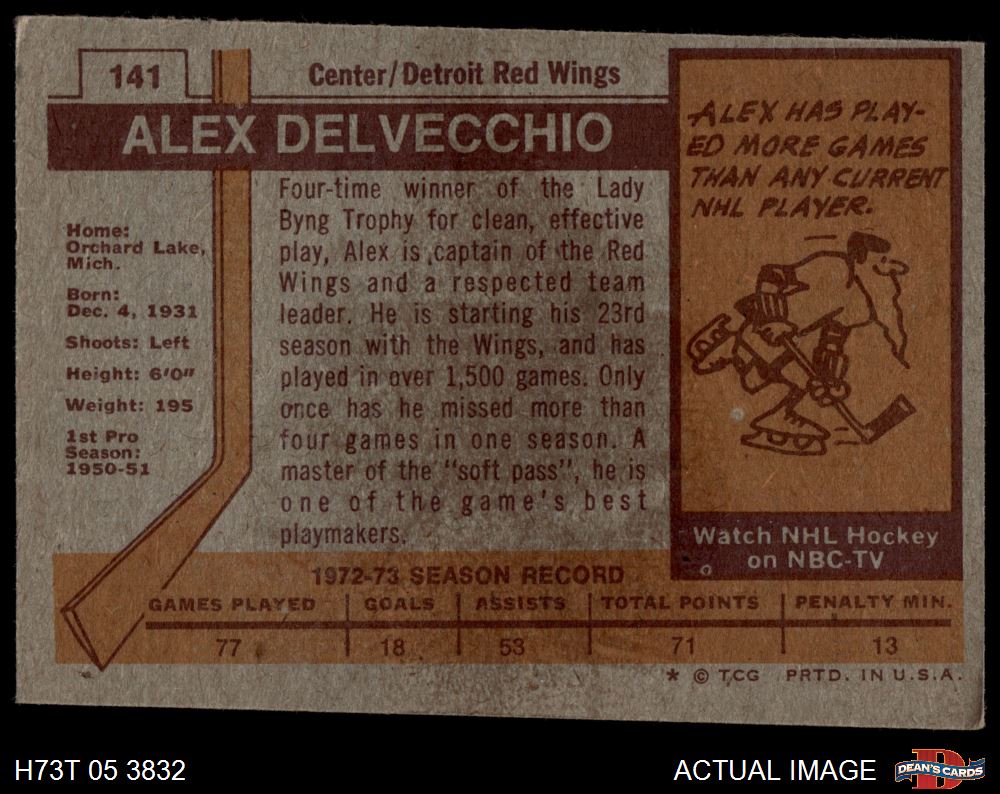 141
Center/Detroit Red Wings
ALEX DELVECCHIO
Home:
Orchard Lake,
Mich.
Born:
Dec. 4, 1931
Shoots: Left
Height: 6'0"
Weight: 195
1st Pro
Season:
1950-51
Four-time winner of the Lady
Byng Trophy for clean, effective
play, Alex is captain of the Red
Wings and a respected team
leader. He is starting his 23rd
season with the Wings, and has
played in over 1,500 games. Only
once has he missed more than
four games in one season. A
master of the "soft pass", he is
one of the game's best
playmakers.
ALEX HAS PLAY-
ED MORE GAMES
THAN ANY CURRENT
NHL PLAYER.
Watch NHL Hockey
on NBC-TV
1972-73 SEASON RECORD
GAMES PLAYED GOALS ASSISTS TOTAL POINTS PENALTY MIN.
77 18 53 71 13
* © T.C.G. PRTD. IN U.S.A.
H73T 05 3832
ACTUAL IMAGE
DEAN'S CARDS